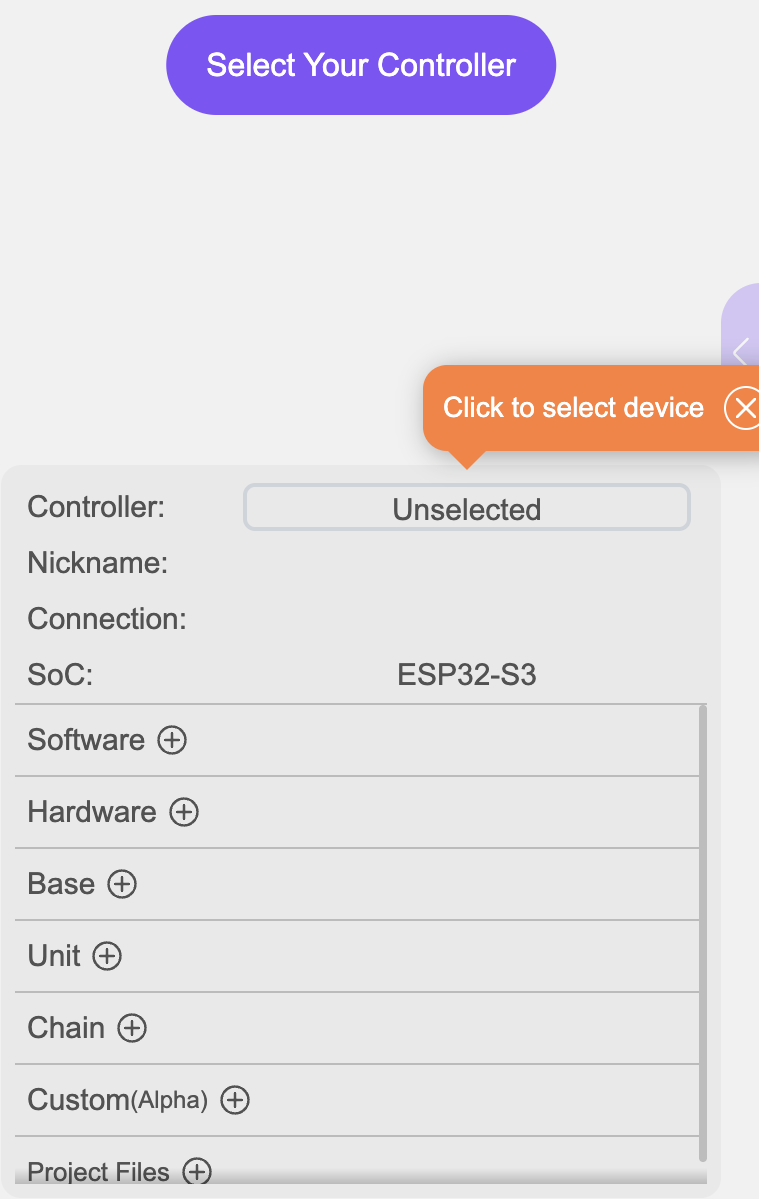 Select Your Controller
Click to select device
Controller: Unselected
Nickname:
Connection:
SoC: ESP32-S3
Software
Hardware
Base
Unit
Chain
Custom(Alpha)
Project Files